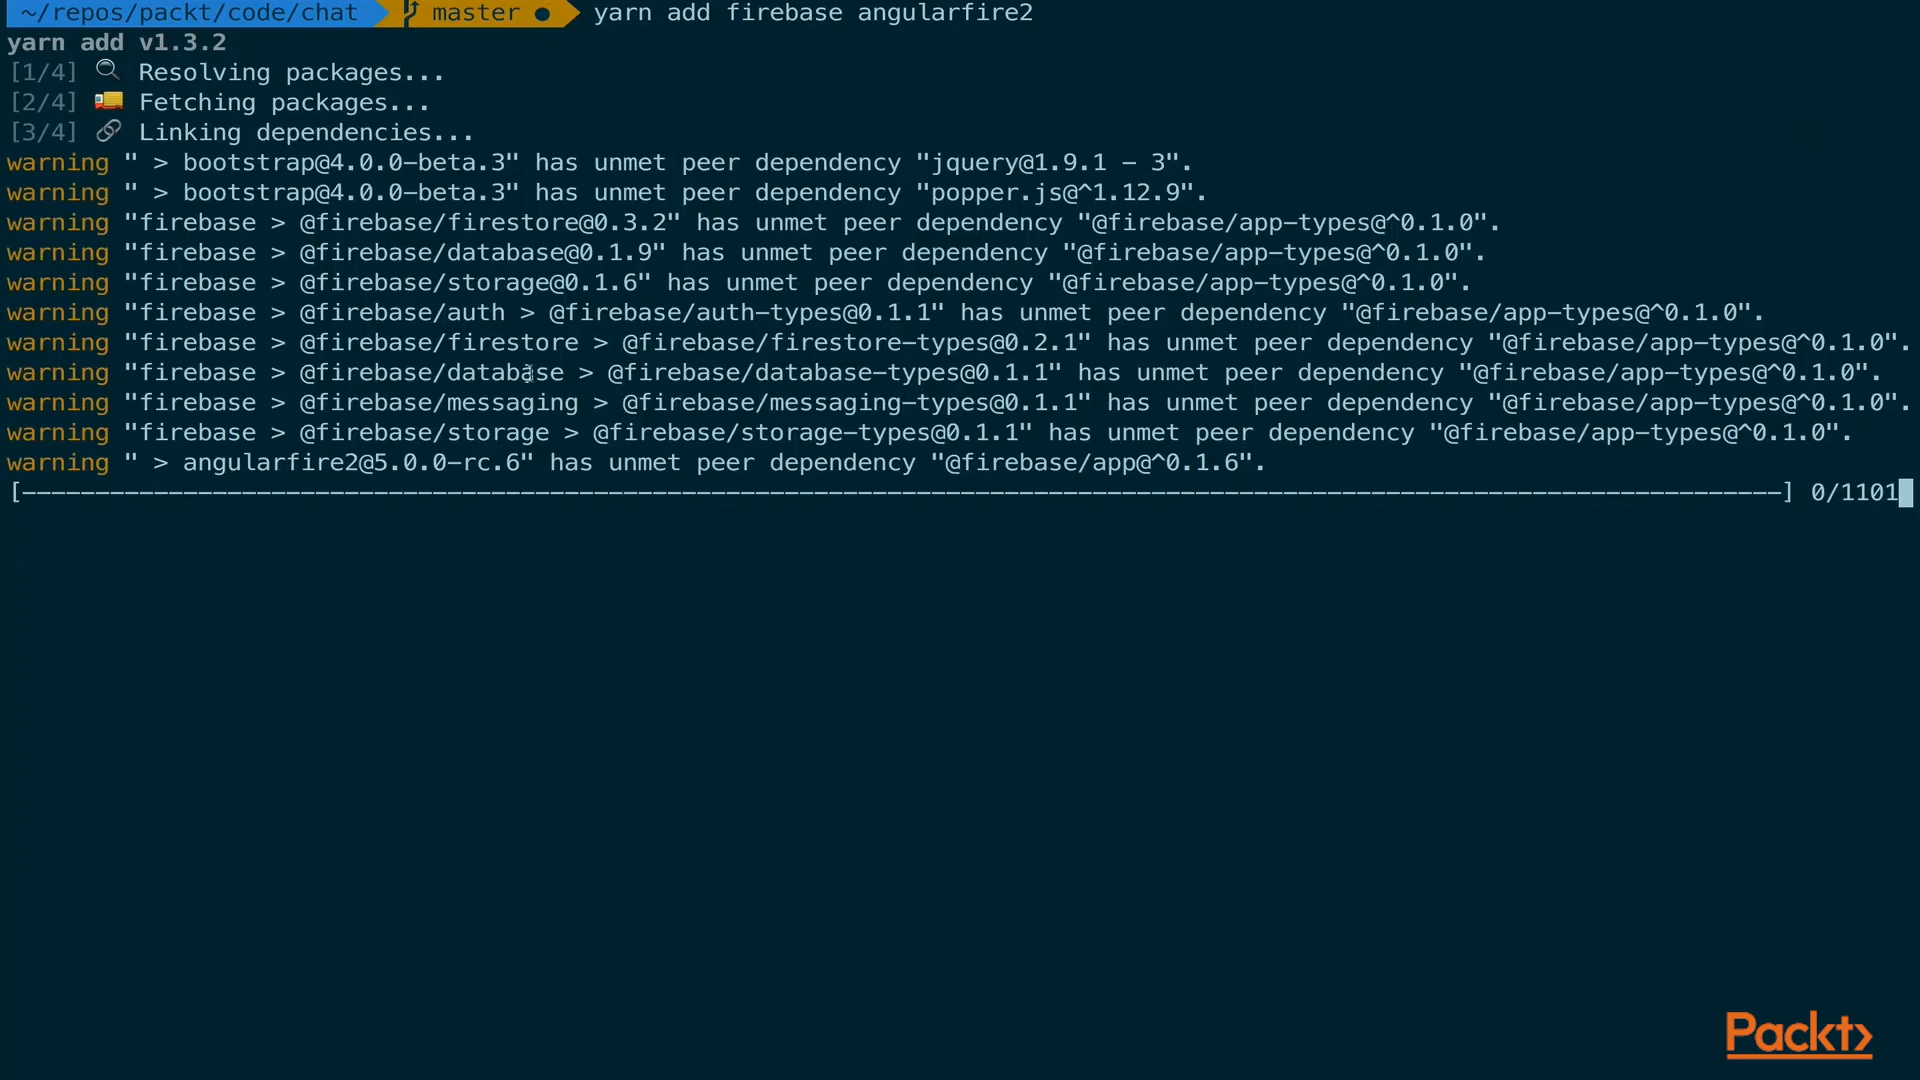 ~/repos/packt/code/chat master ● yarn add firebase angularfire2
yarn add v1.3.2
[1/4] 🔍 Resolving packages...
[2/4] 🚚 Fetching packages...
[3/4] 🔗 Linking dependencies...
warning " > bootstrap@4.0.0-beta.3" has unmet peer dependency "jquery@1.9.1 - 3".
warning " > bootstrap@4.0.0-beta.3" has unmet peer dependency "popper.js@^1.12.9".
warning "firebase > @firebase/firestore@0.3.2" has unmet peer dependency "@firebase/app-types@^0.1.0".
warning "firebase > @firebase/database@0.1.9" has unmet peer dependency "@firebase/app-types@^0.1.0".
warning "firebase > @firebase/storage@0.1.6" has unmet peer dependency "@firebase/app-types@^0.1.0".
warning "firebase > @firebase/auth > @firebase/auth-types@0.1.1" has unmet peer dependency "@firebase/app-types@^0.1.0".
warning "firebase > @firebase/firestore > @firebase/firestore-types@0.2.1" has unmet peer dependency "@firebase/app-types@^0.1.0".
warning "firebase > @firebase/database > @firebase/database-types@0.1.1" has unmet peer dependency "@firebase/app-types@^0.1.0".
warning "firebase > @firebase/messaging > @firebase/messaging-types@0.1.1" has unmet peer dependency "@firebase/app-types@^0.1.0".
warning "firebase > @firebase/storage > @firebase/storage-types@0.1.1" has unmet peer dependency "@firebase/app-types@^0.1.0".
warning " > angularfire2@5.0.0-rc.6" has unmet peer dependency "@firebase/app@^0.1.6".
[------------------------------------------------------------------------------------------------------------------------] 0/1101
Packt>